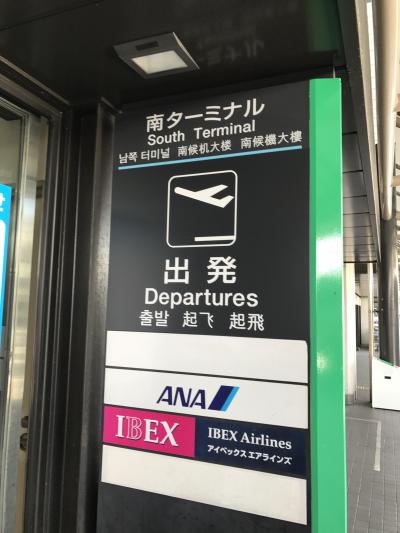 南ターミナル
South Terminal
남쪽 터미널 南候机大楼 南候機大樓
出発
Departures
출발 起飞 起飛
ANA
IBEX
IBEX Airlines
アイベックスエアラインズ